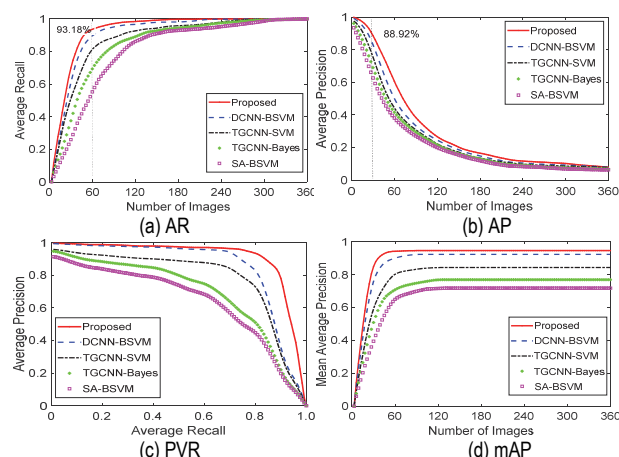 1
0.8
0.6
0.4
0.2
0
Average Recall
93.18%
Proposed
DCNN-BSVM
TGCNN-SVM
TGCNN-Bayes
SA-BSVM
0 60 120 180 240 300 360
Number of Images
(a) AR
1
0.8
0.6
0.4
0.2
0
Average Precision
88.92%
Proposed
DCNN-BSVM
TGCNN-SVM
TGCNN-Bayes
SA-BSVM
0 60 120 180 240 300 360
Number of Images
(b) AP
1
0.8
0.6
0.4
0.2
0
Average Precision
Proposed
DCNN-BSVM
TGCNN-SVM
TGCNN-Bayes
SA-BSVM
0 0.2 0.4 0.6 0.8 1.0
Average Recall
(c) PVR
1
0.8
0.6
0.4
0.2
0
Mean Average Precision
Proposed
DCNN-BSVM
TGCNN-SVM
TGCNN-Bayes
SA-BSVM
0 60 120 180 240 300 360
Number of Images
(d) mAP